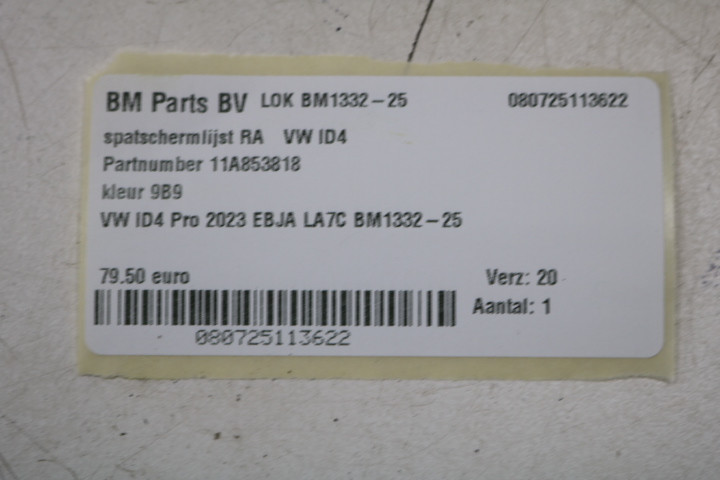 BM Parts BV LOK BM1332-25 080725113622
spatschermlijst RA VW ID4
Partnumber 11A853818
kleur 9B9
VW ID4 Pro 2023 EBJA LA7C BM1332-25
79.50 euro Verz: 20
Aantal: 1
080725113622